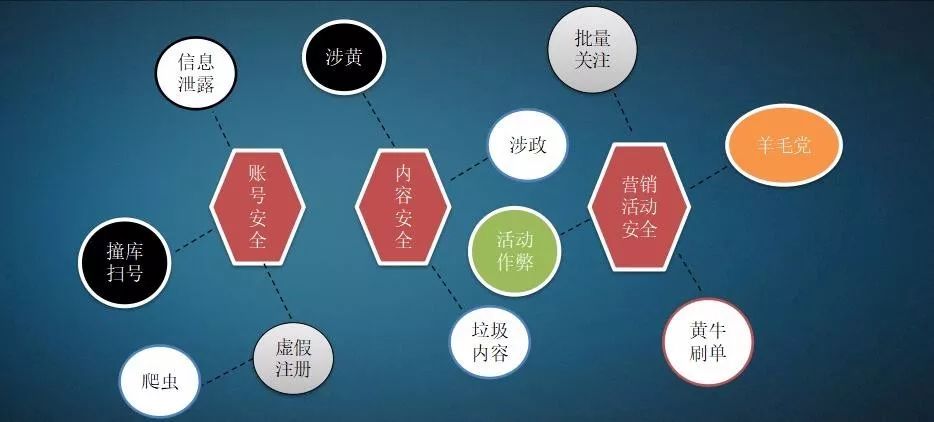 信息
泄露
账
号
安
全
撞库
扫号
虚假
注册
爬虫
涉黄
内
容
安
全
涉政
垃圾
内容
批量
关注
营销
活动
安全
羊毛党
活动
作弊
黄牛
刷单